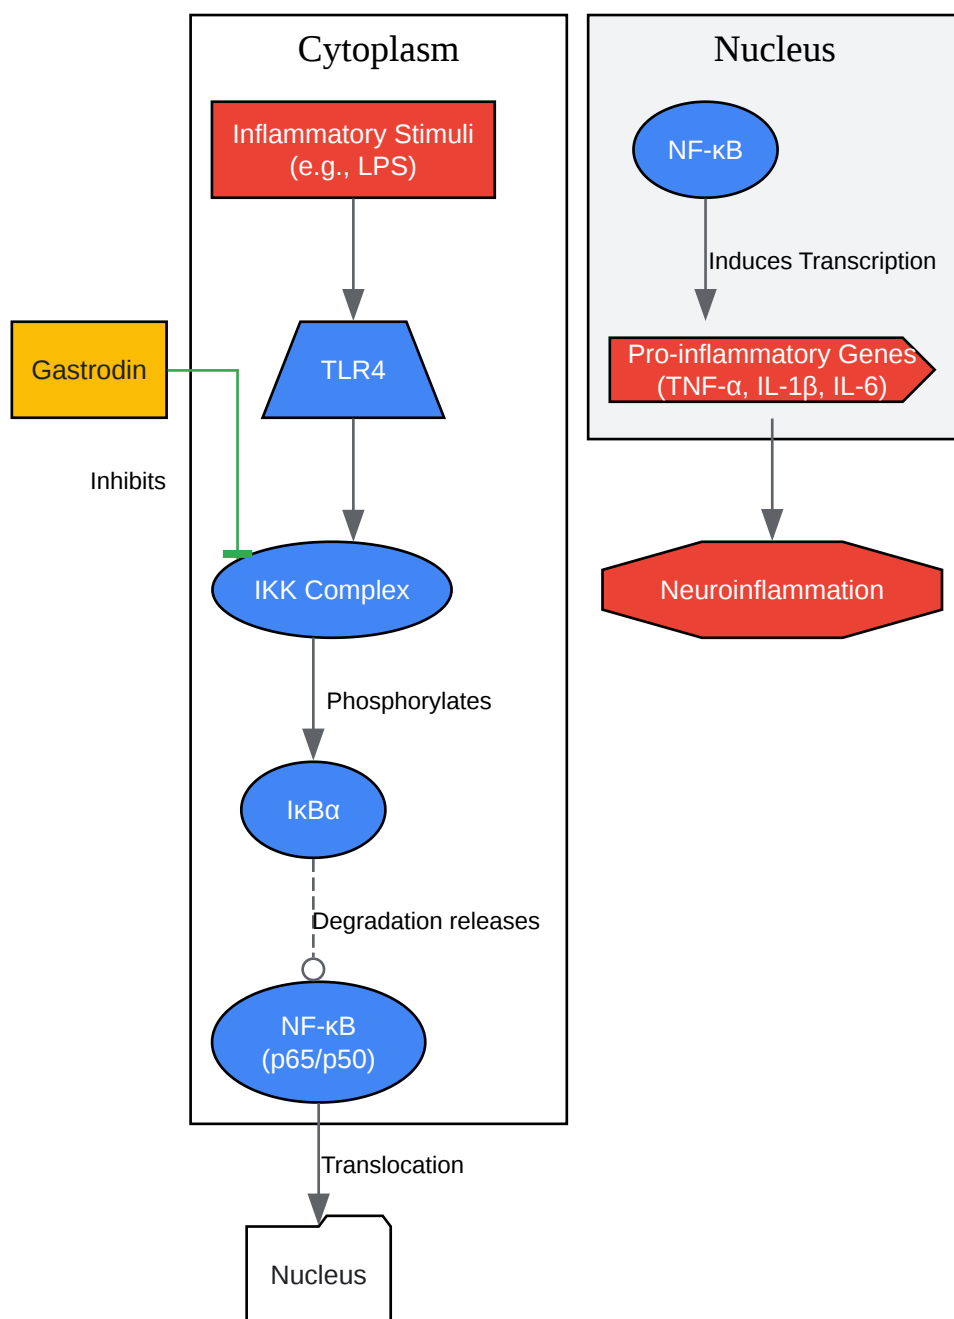 Cytoplasm
Inflammatory Stimuli
(e.g., LPS)
Gastrodin
TLR4
Inhibits
IKK Complex
Phosphorylates
IκBα
Degradation releases
NF-κB
(p65/p50)
Translocation
Nucleus
Nucleus
NF-κB
Induces Transcription
Pro-inflammatory Genes
(TNF-α, IL-1β, IL-6)
Neuroinflammation